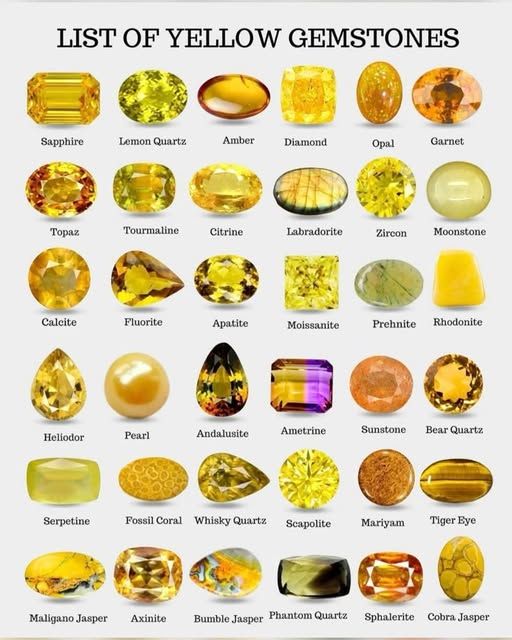 LIST OF YELLOW GEMSTONES
Sapphire Lemon Quartz Amber Diamond Opal Garnet
Topaz Tourmaline Citrine Labradorite Zircon Moonstone
Calcite Fluorite Apatite Moissanite Prehnite Rhodonite
Heliodor Pearl Andalusite Ametrine Sunstone Bear Quartz
Serpetine Fossil Coral Whisky Quartz Scapolite Mariyam Tiger Eye
Maligano Jasper Axinite Bumble Jasper Phantom Quartz Sphalerite Cobra Jasper